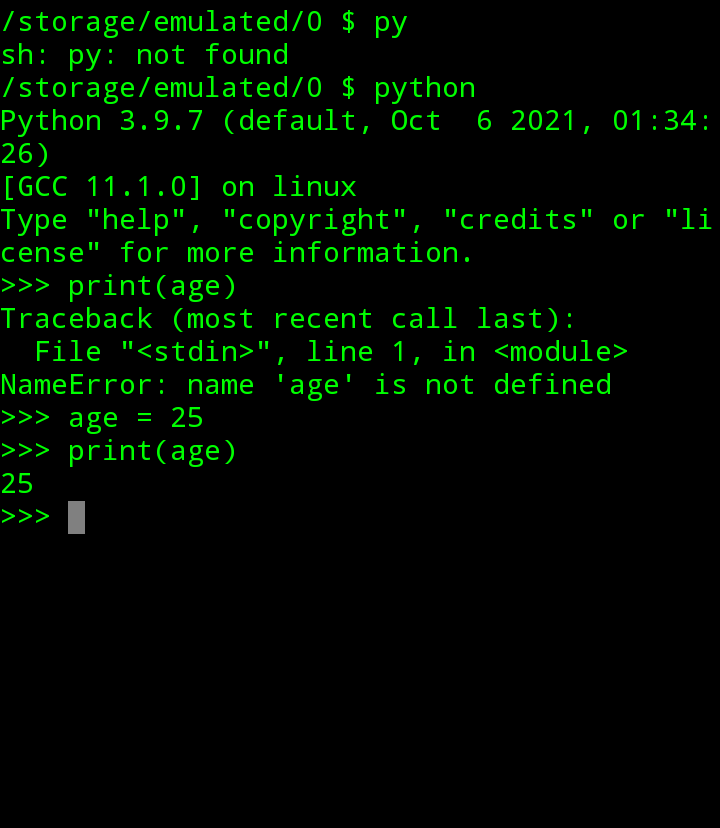 /storage/emulated/0 $ py
sh: py: not found
/storage/emulated/0 $ python
Python 3.9.7 (default, Oct  6 2021, 01:34:
26)
[GCC 11.1.0] on linux
Type "help", "copyright", "credits" or "li
cense" for more information.
>>> print(age)
Traceback (most recent call last):
  File "<stdin>", line 1, in <module>
NameError: name 'age' is not defined
>>> age = 25
>>> print(age)
25
>>>